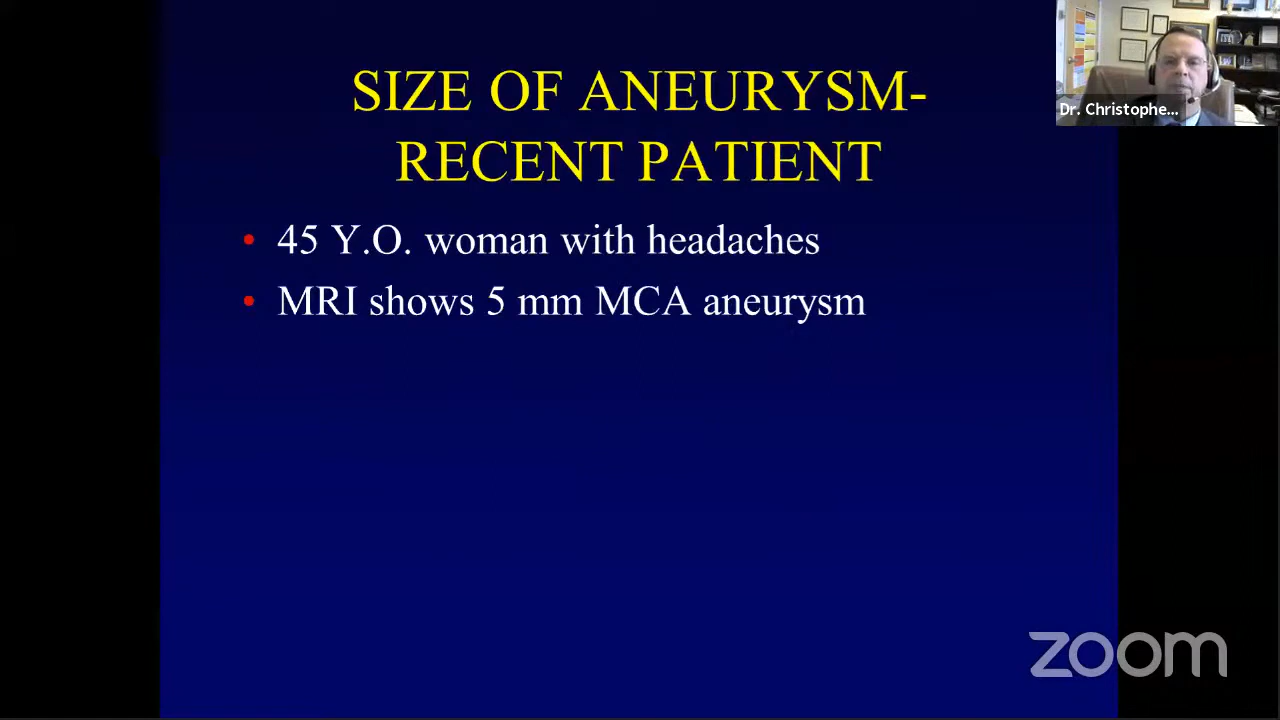 SIZE OF ANEURYSM-
RECENT PATIENT
• 45 Y.O. woman with headaches
• MRI shows 5 mm MCA aneurysm
Dr. Christophe...
zoom